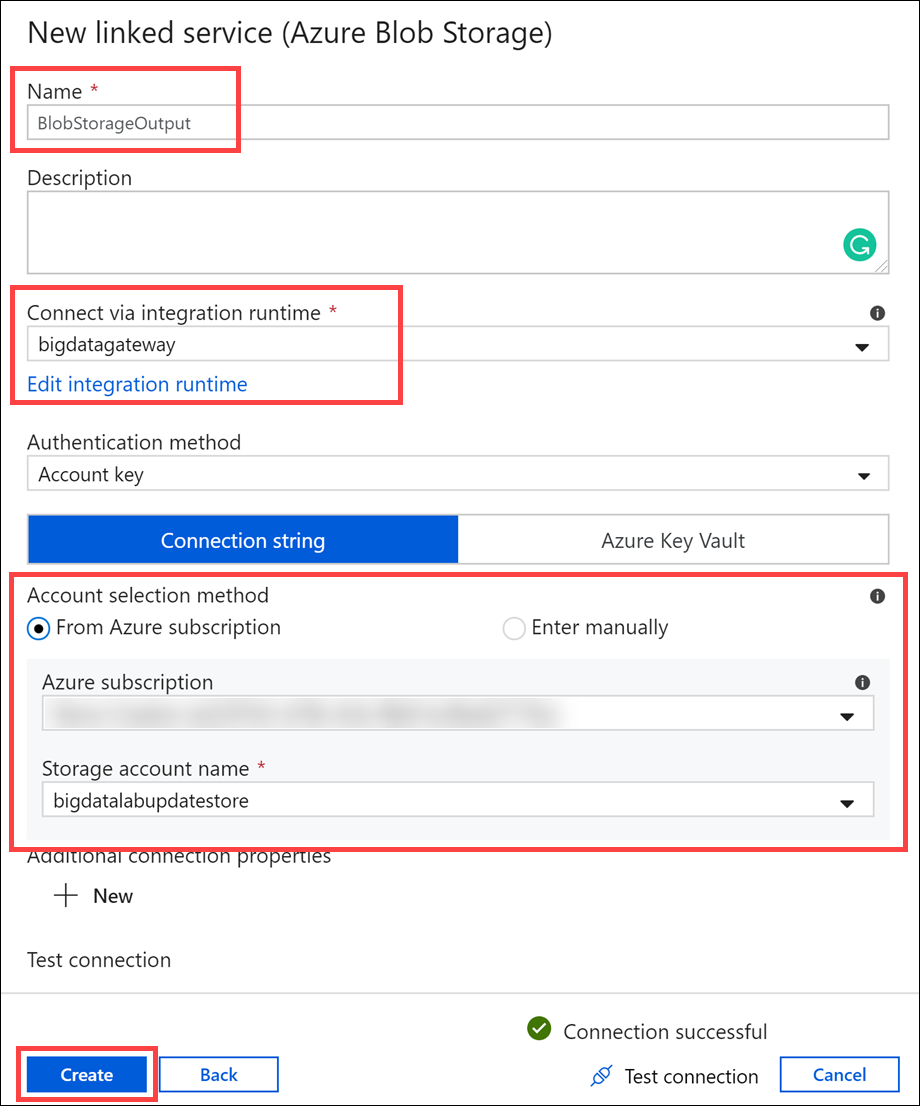 New linked service (Azure Blob Storage)
Name *
BlobStorageOutput
Description
Connect via integration runtime *
bigdatagateway
Edit integration runtime
Authentication method
Account key
Connection string Azure Key Vault
Account selection method
From Azure subscription Enter manually
Azure subscription
Storage account name *
bigdatalabupdatestore
Additional connection properties
New
Test connection
Connection successful
Create Back Test connection Cancel